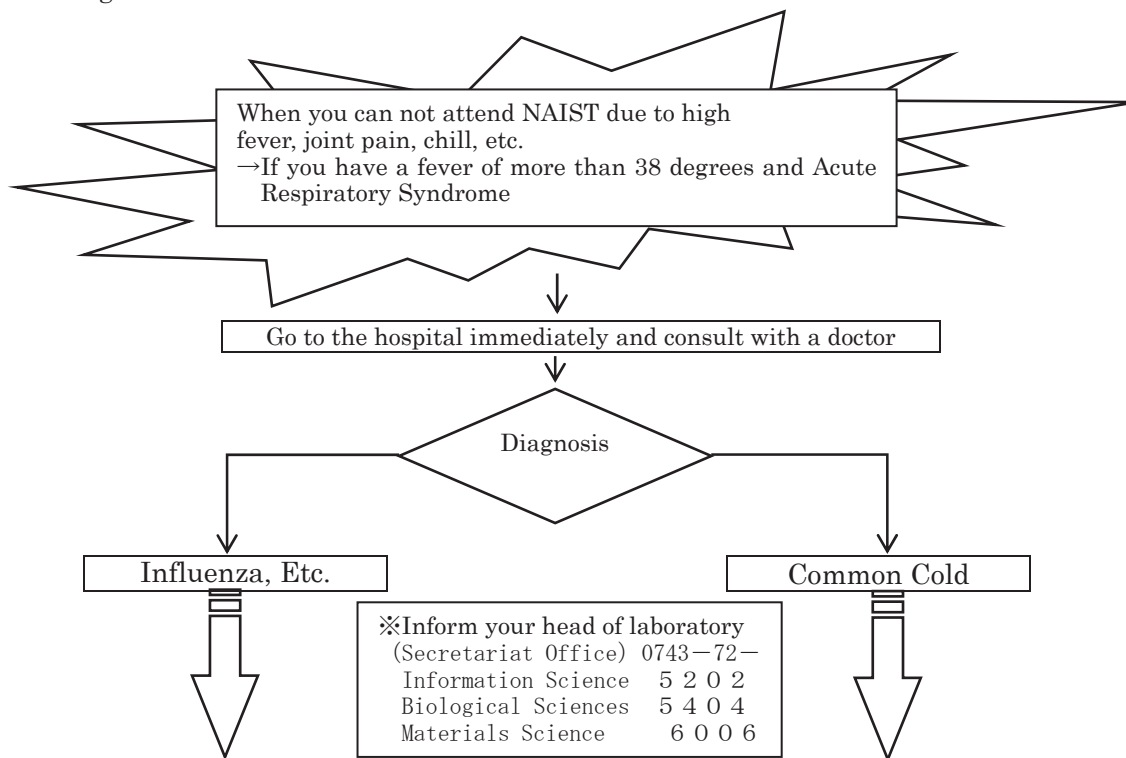 When you can not attend NAIST due to high
fever, joint pain, chill, etc.
→If you have a fever of more than 38 degrees and Acute
Respiratory Syndrome
Go to the hospital immediately and consult with a doctor
Diagnosis
Influenza, Etc.
Common Cold
※Inform your head of laboratory
(Secretariat Office) 0743−72−
Information Science ５２０２
Biological Sciences ５４０４
Materials Science ６００６